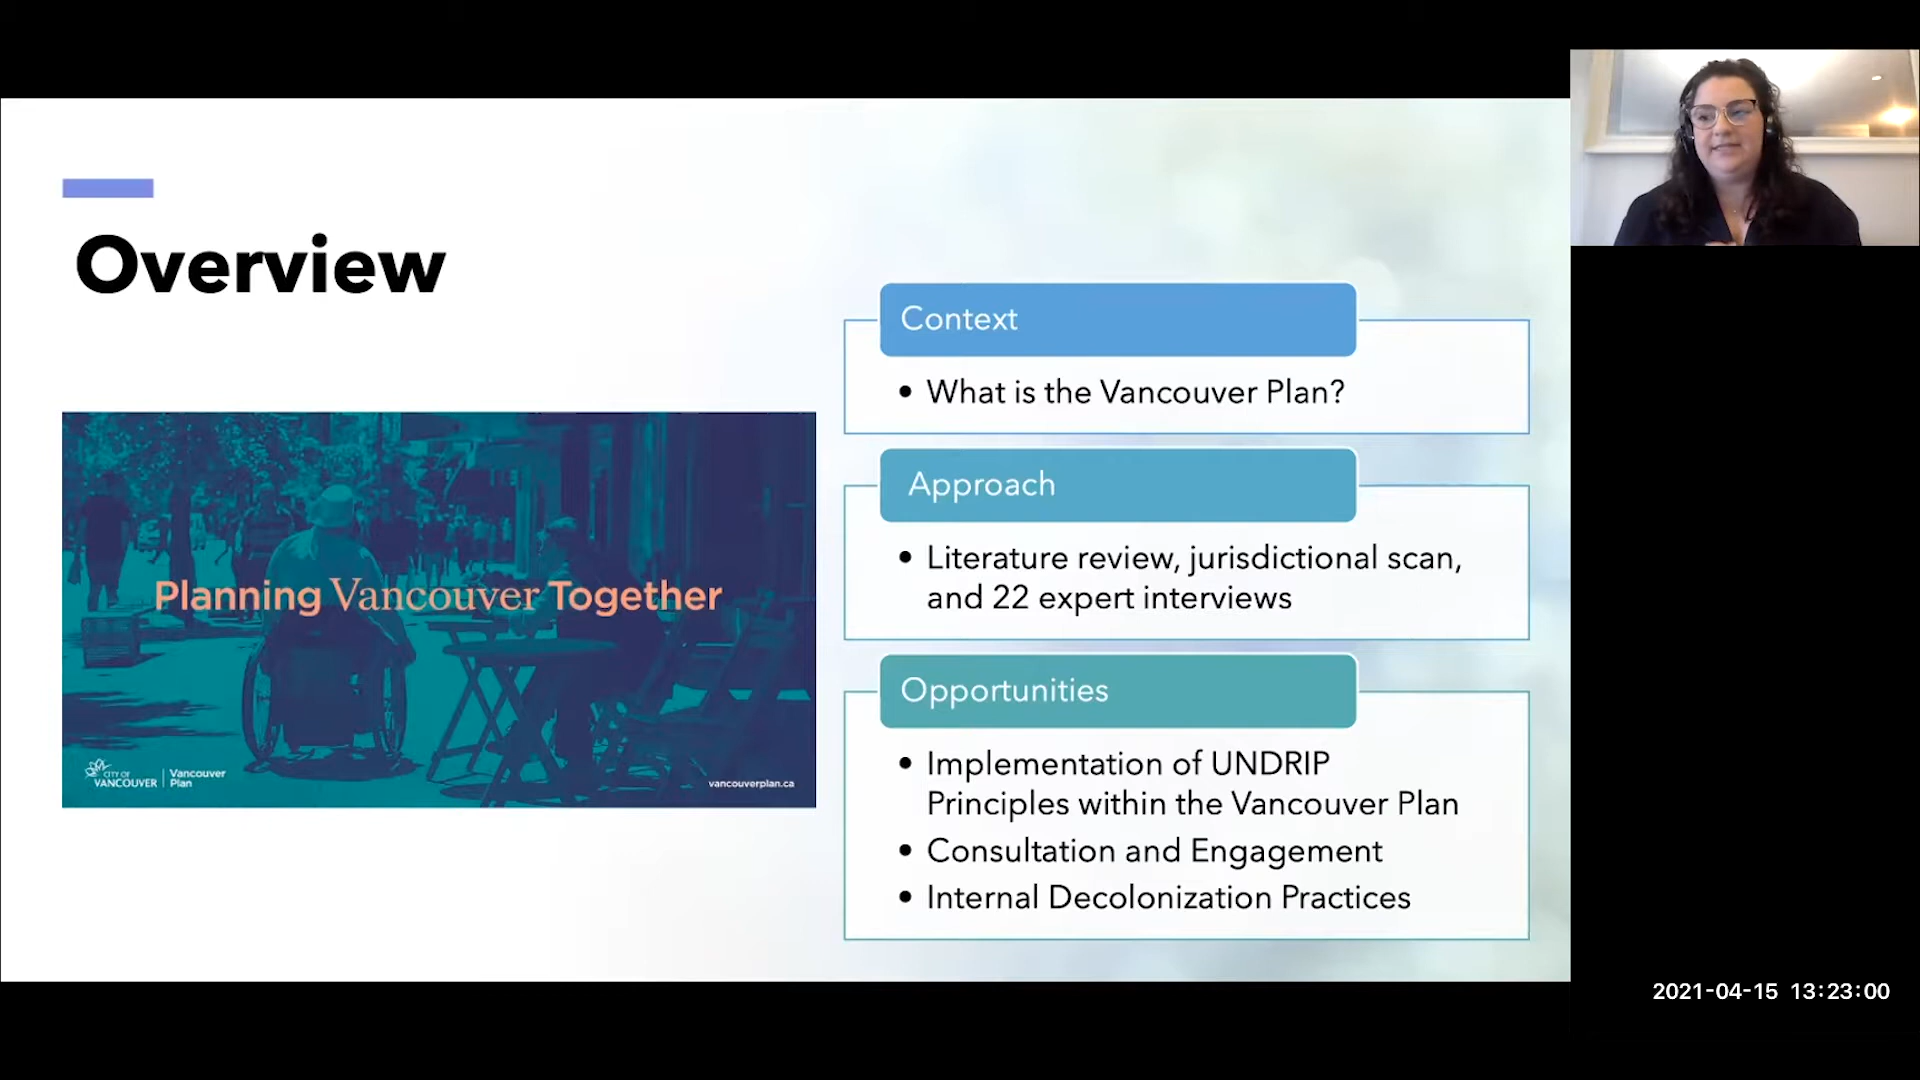 Overview
Planning Vancouver Together
CITY OF
VANCOUVER
Vancouver
Plan
vancouverplan.ca
Context
• What is the Vancouver Plan?
Approach
• Literature review, jurisdictional scan,
and 22 expert interviews
Opportunities
• Implementation of UNDRIP
Principles within the Vancouver Plan
• Consultation and Engagement
• Internal Decolonization Practices
2021-04-15 13:23:00